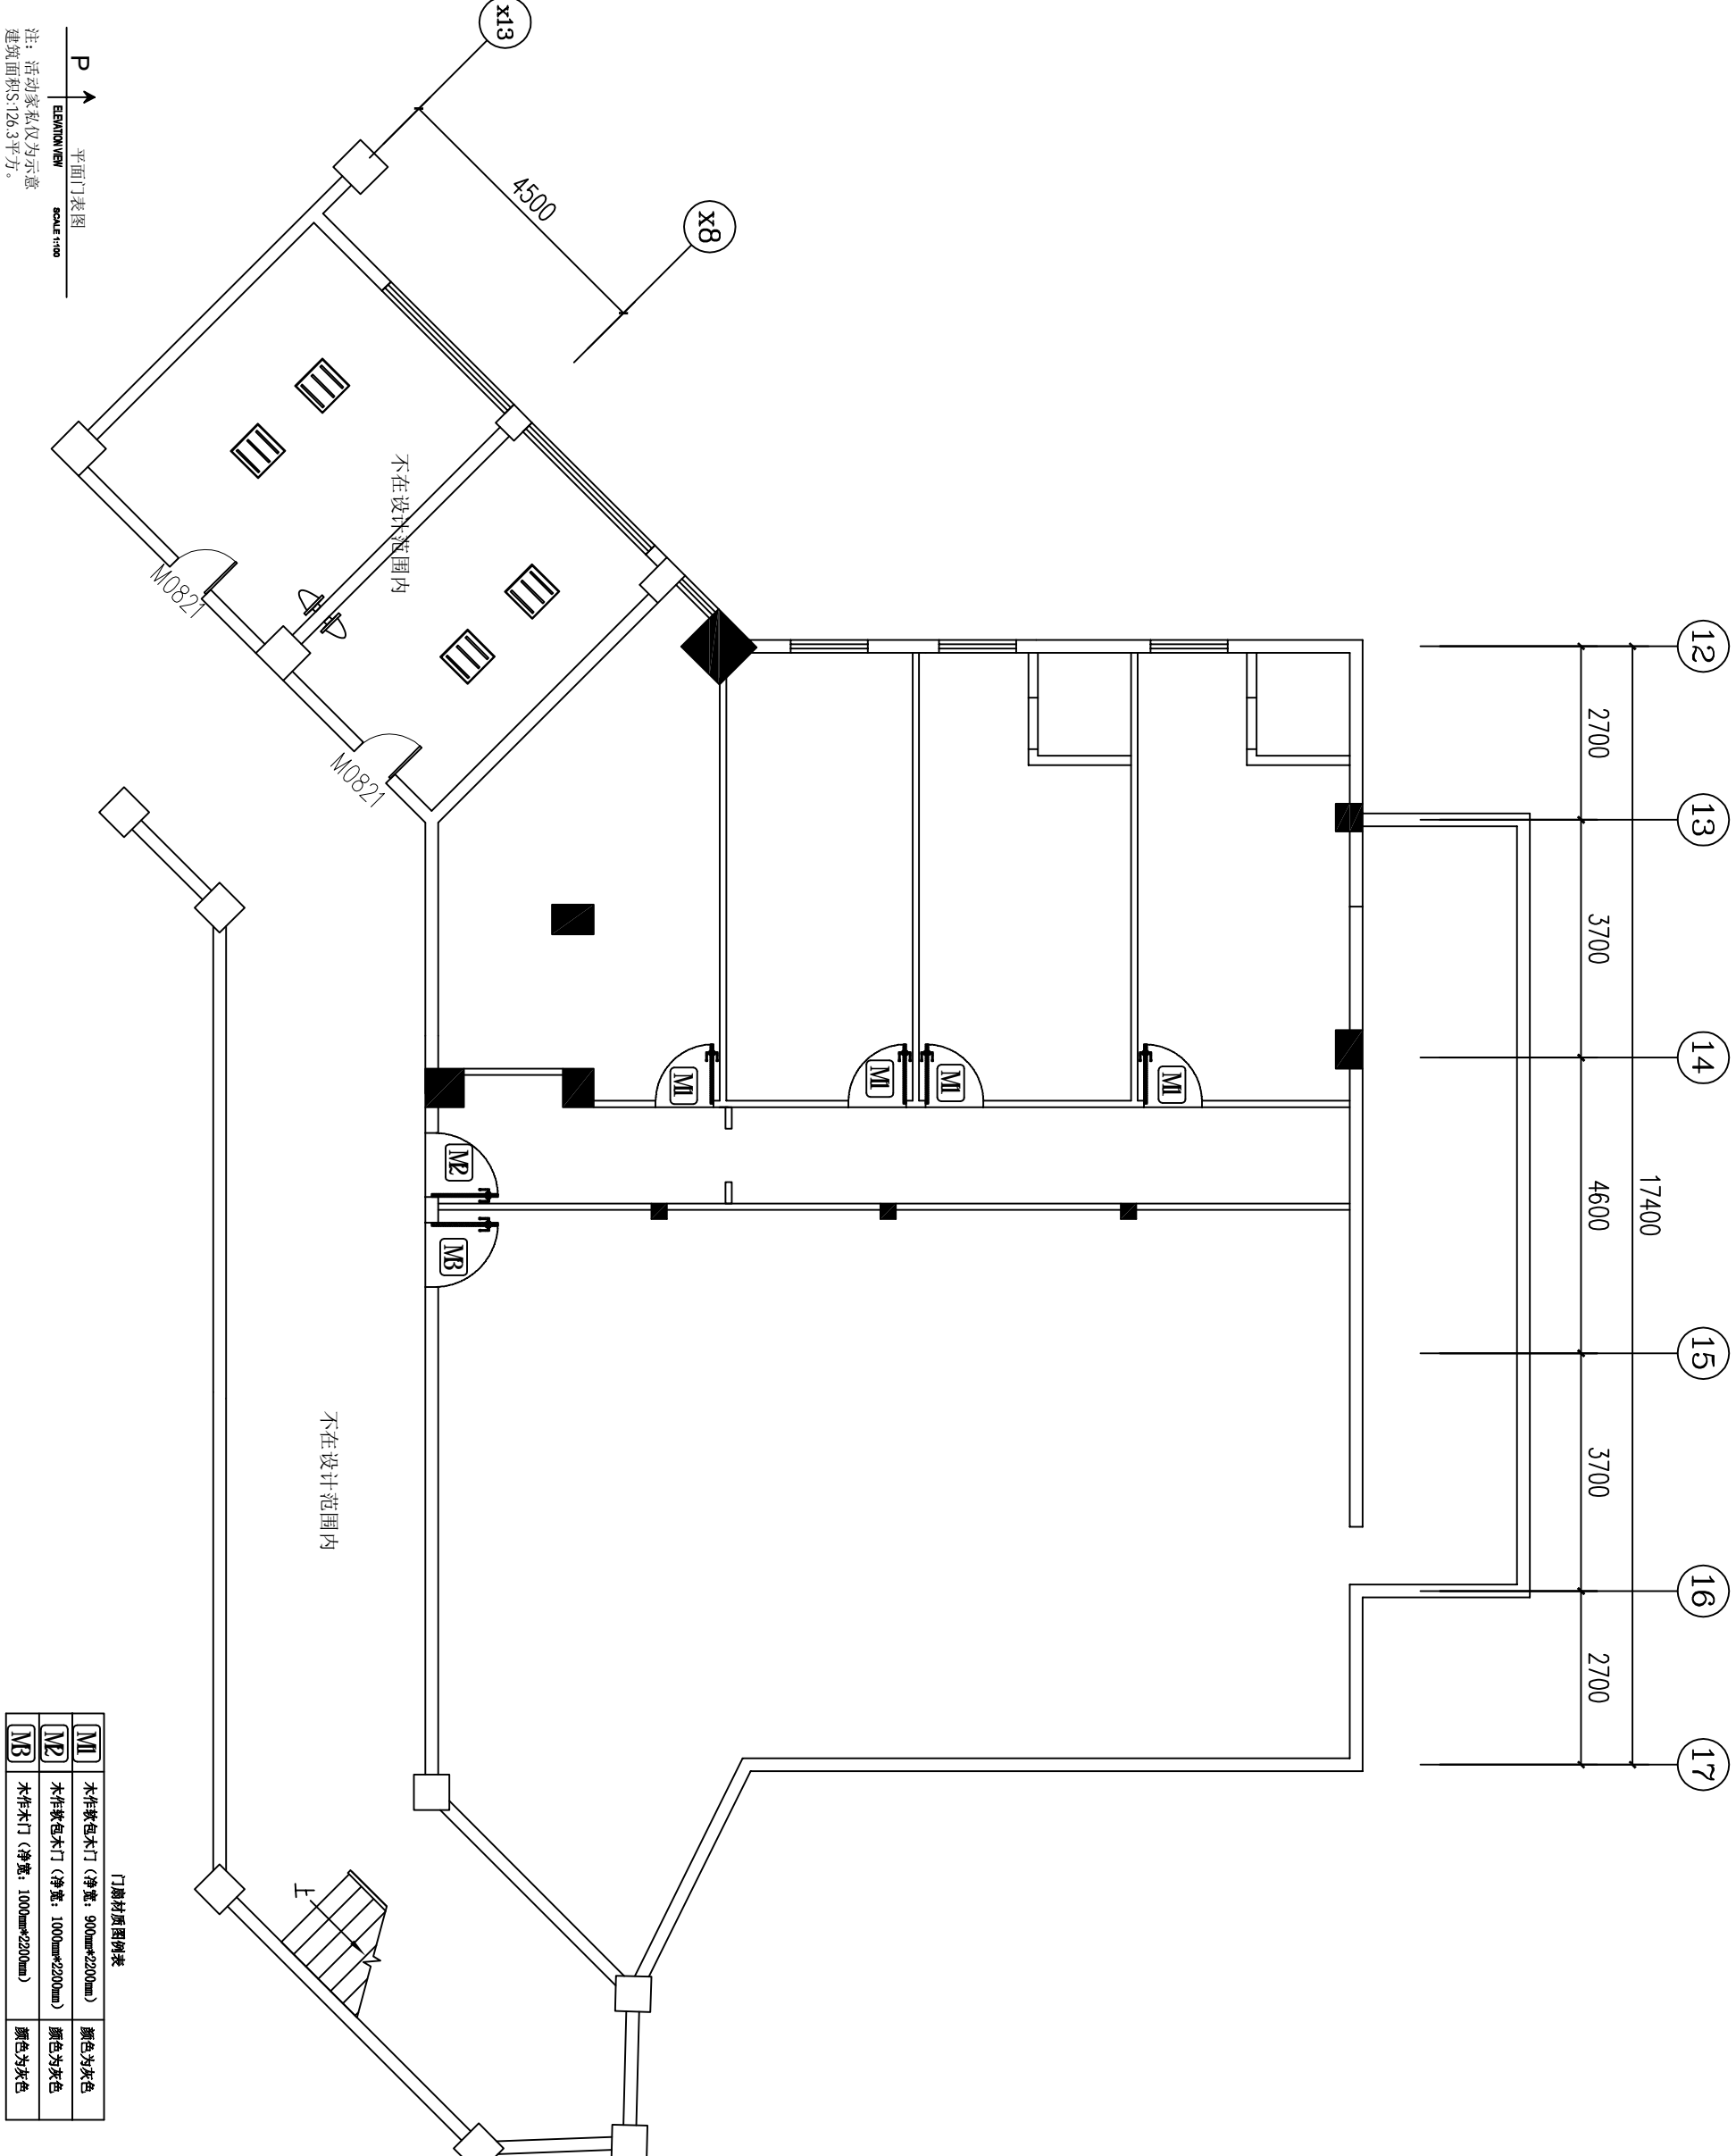 12
13
14
15
16
17
17400
2700
3700
4600
3700
2700
x13
x8
4500
不在设计范围内
M0821
M0821
M1
M1
M1
M1
M2
M3
不在设计范围内
上
P
平面门表图
ELEVATION VIEW SCALE 1:100
注：活动家私仅为示意
建筑面积S:126.3平方。
门扇材质图例表
M1 木作软包木门（净宽：900mm*2200mm） 颜色为灰色
M2 木作软包木门（净宽：1000mm*2200mm） 颜色为灰色
M3 木作木门（净宽：1000mm*2200mm） 颜色为灰色